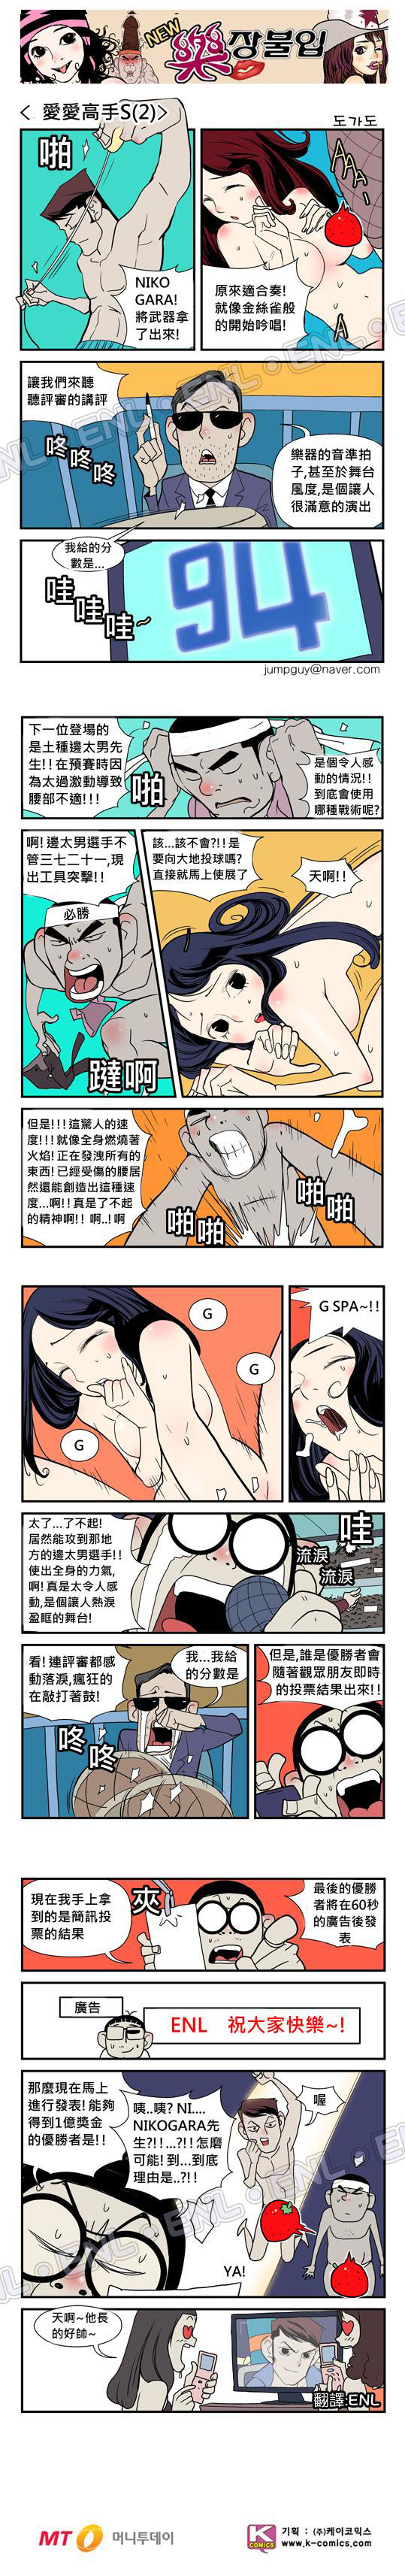 NEW 樂장불입
< 愛愛高手S(2)>
도가도
啪
NIKO
GARA!
將武器拿
了出來!
AAA!
原來適合奏!
就像金絲雀般
的開始吟唱!
A
讓我們來聽
聽評審的講評
咚咚咚
樂器的音準拍
子,甚至於舞台
風度,是個讓人
很滿意的演出
我給的分
數是...
哇哇哇~
94
jumpguy@naver.com
下一位登場的
是土種邊太男先
生!!在預賽時因
為太過激動導致
腰部不適!!!
啪
是個令人感
動的情況!!
到底會使用
哪種戰術呢?
啊!邊太男選手不
管三七二十一,現
出工具突擊!!
必勝
躂啊
該...該不會?!!是
要向大地投球嗎?
直接就馬上使展了
天啊!!
但是!!!這驚人的速
度!!!就像全身燃燒著
火焰!正在發洩所有的
東西!已經受傷的腰居
然還能創造出這種速
度...啊!!真是了不起
的精神啊!! 啊..!啊
啪啪
啪啪
G
G
G
G SPA~!!
太了...了不起!
居然能攻到那地
方的邊太男選手!!
使出全身的力氣,
啊!真是太令人感
動,是個讓人熱淚
盈眶的舞台!
哇
流淚
流淚
看!連評審都感
動落淚,瘋狂的
在敲打著鼓!
咚咚
我...我給
的分數是
但是,誰是優勝者會
隨著觀眾朋友即時
的投票結果出來!!
現在我手上拿
到的是簡訊投
票的結果
夾
最後的優勝
者將在60秒
的廣告後發
表
廣告
ENL 祝大家快樂~!
那麼現在馬上
進行發表!能夠
得到1億獎金
的優勝者是!!
咦..咦? NI....
NIKOGARA先
生?!!...?!!怎麼
可能!到...到底
理由是..?!!
喔
YA!
天啊~他長
的好帥~
翻譯:ENL
MT 머니투데이
K COMICS
기획 : (주)케이코믹스
www.k-comics.com